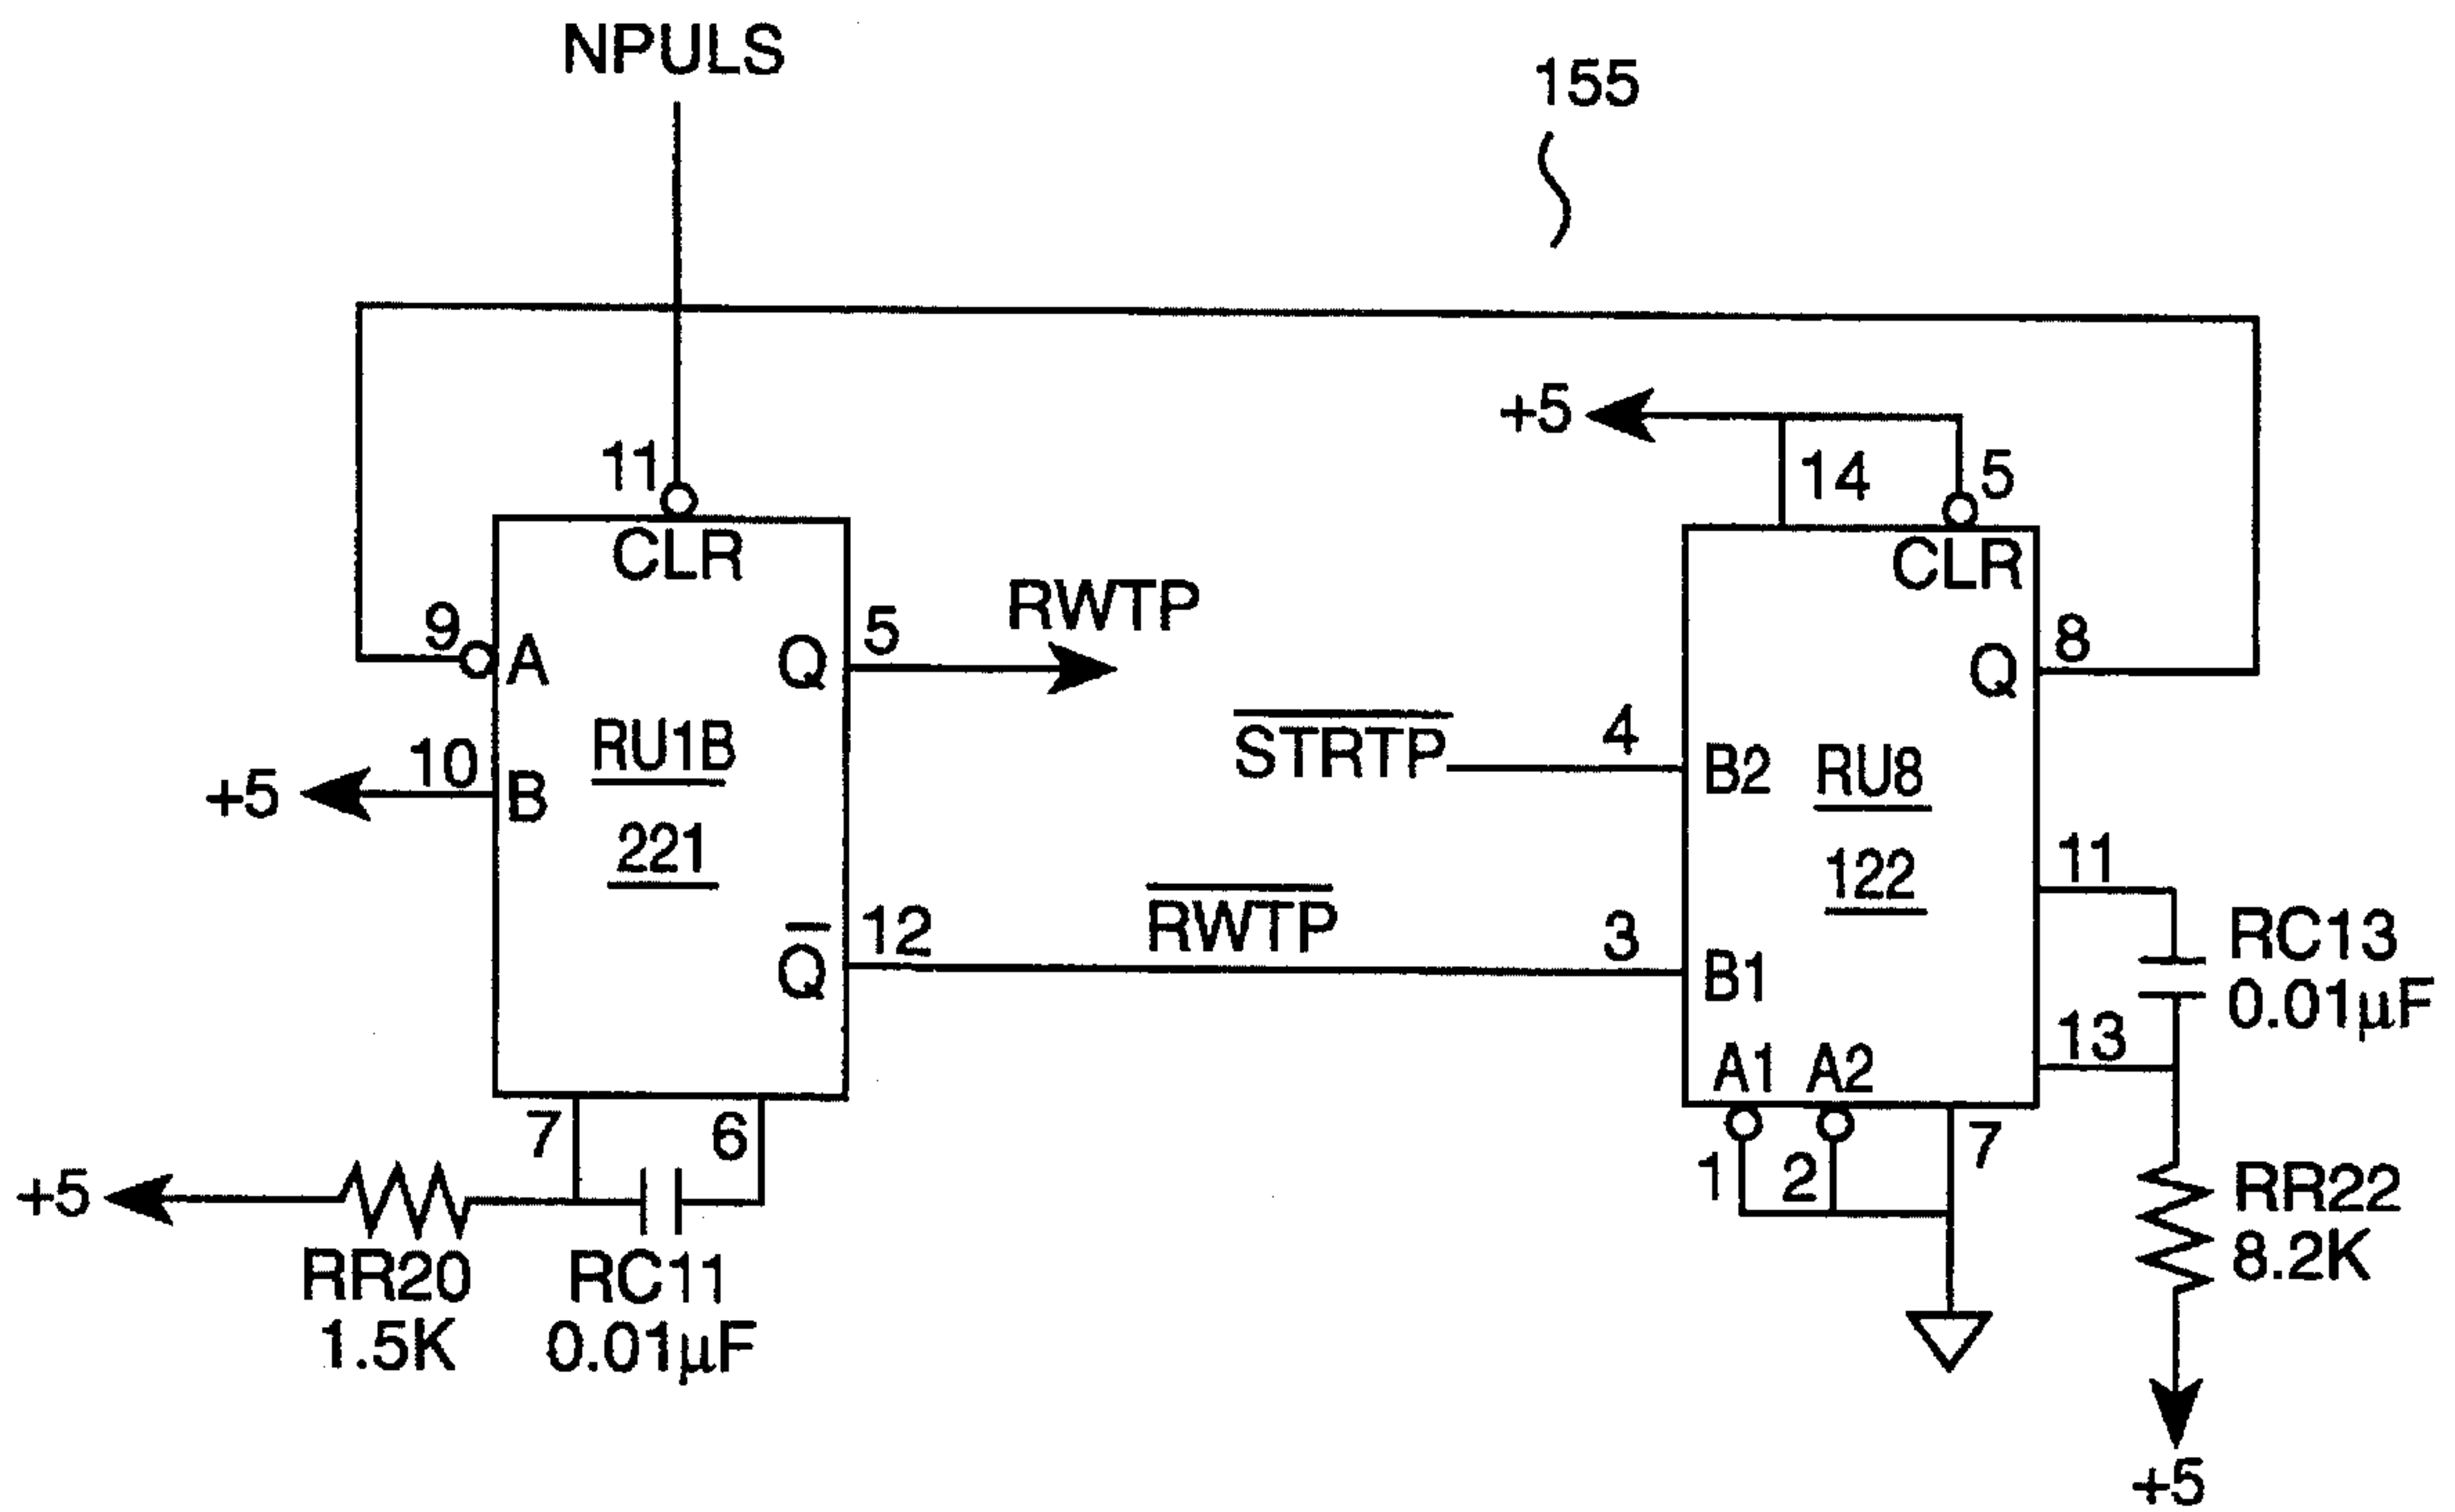 NPULS
155
+5
11
14
5
CLR
CLR
9
A
Q
5
RWTP
Q
8
10
+5
B
RU1B
221
S̅T̅R̅T̅P̅
4
B2
RU8
122
11
R̅W̅T̅P̅
Q̅
12
3
B1
RC13
0.01µF
13
A1
A2
7
6
1
2
7
+5
RR20
1.5K
RC11
0.01µF
RR22
8.2K
+5